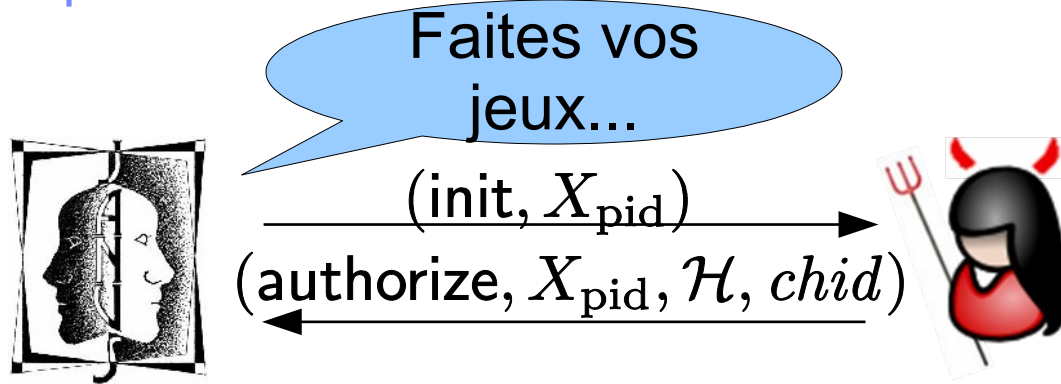 Faites vos
jeux...
(init, X_pid)
(authorize, X_pid, ℋ, chid)